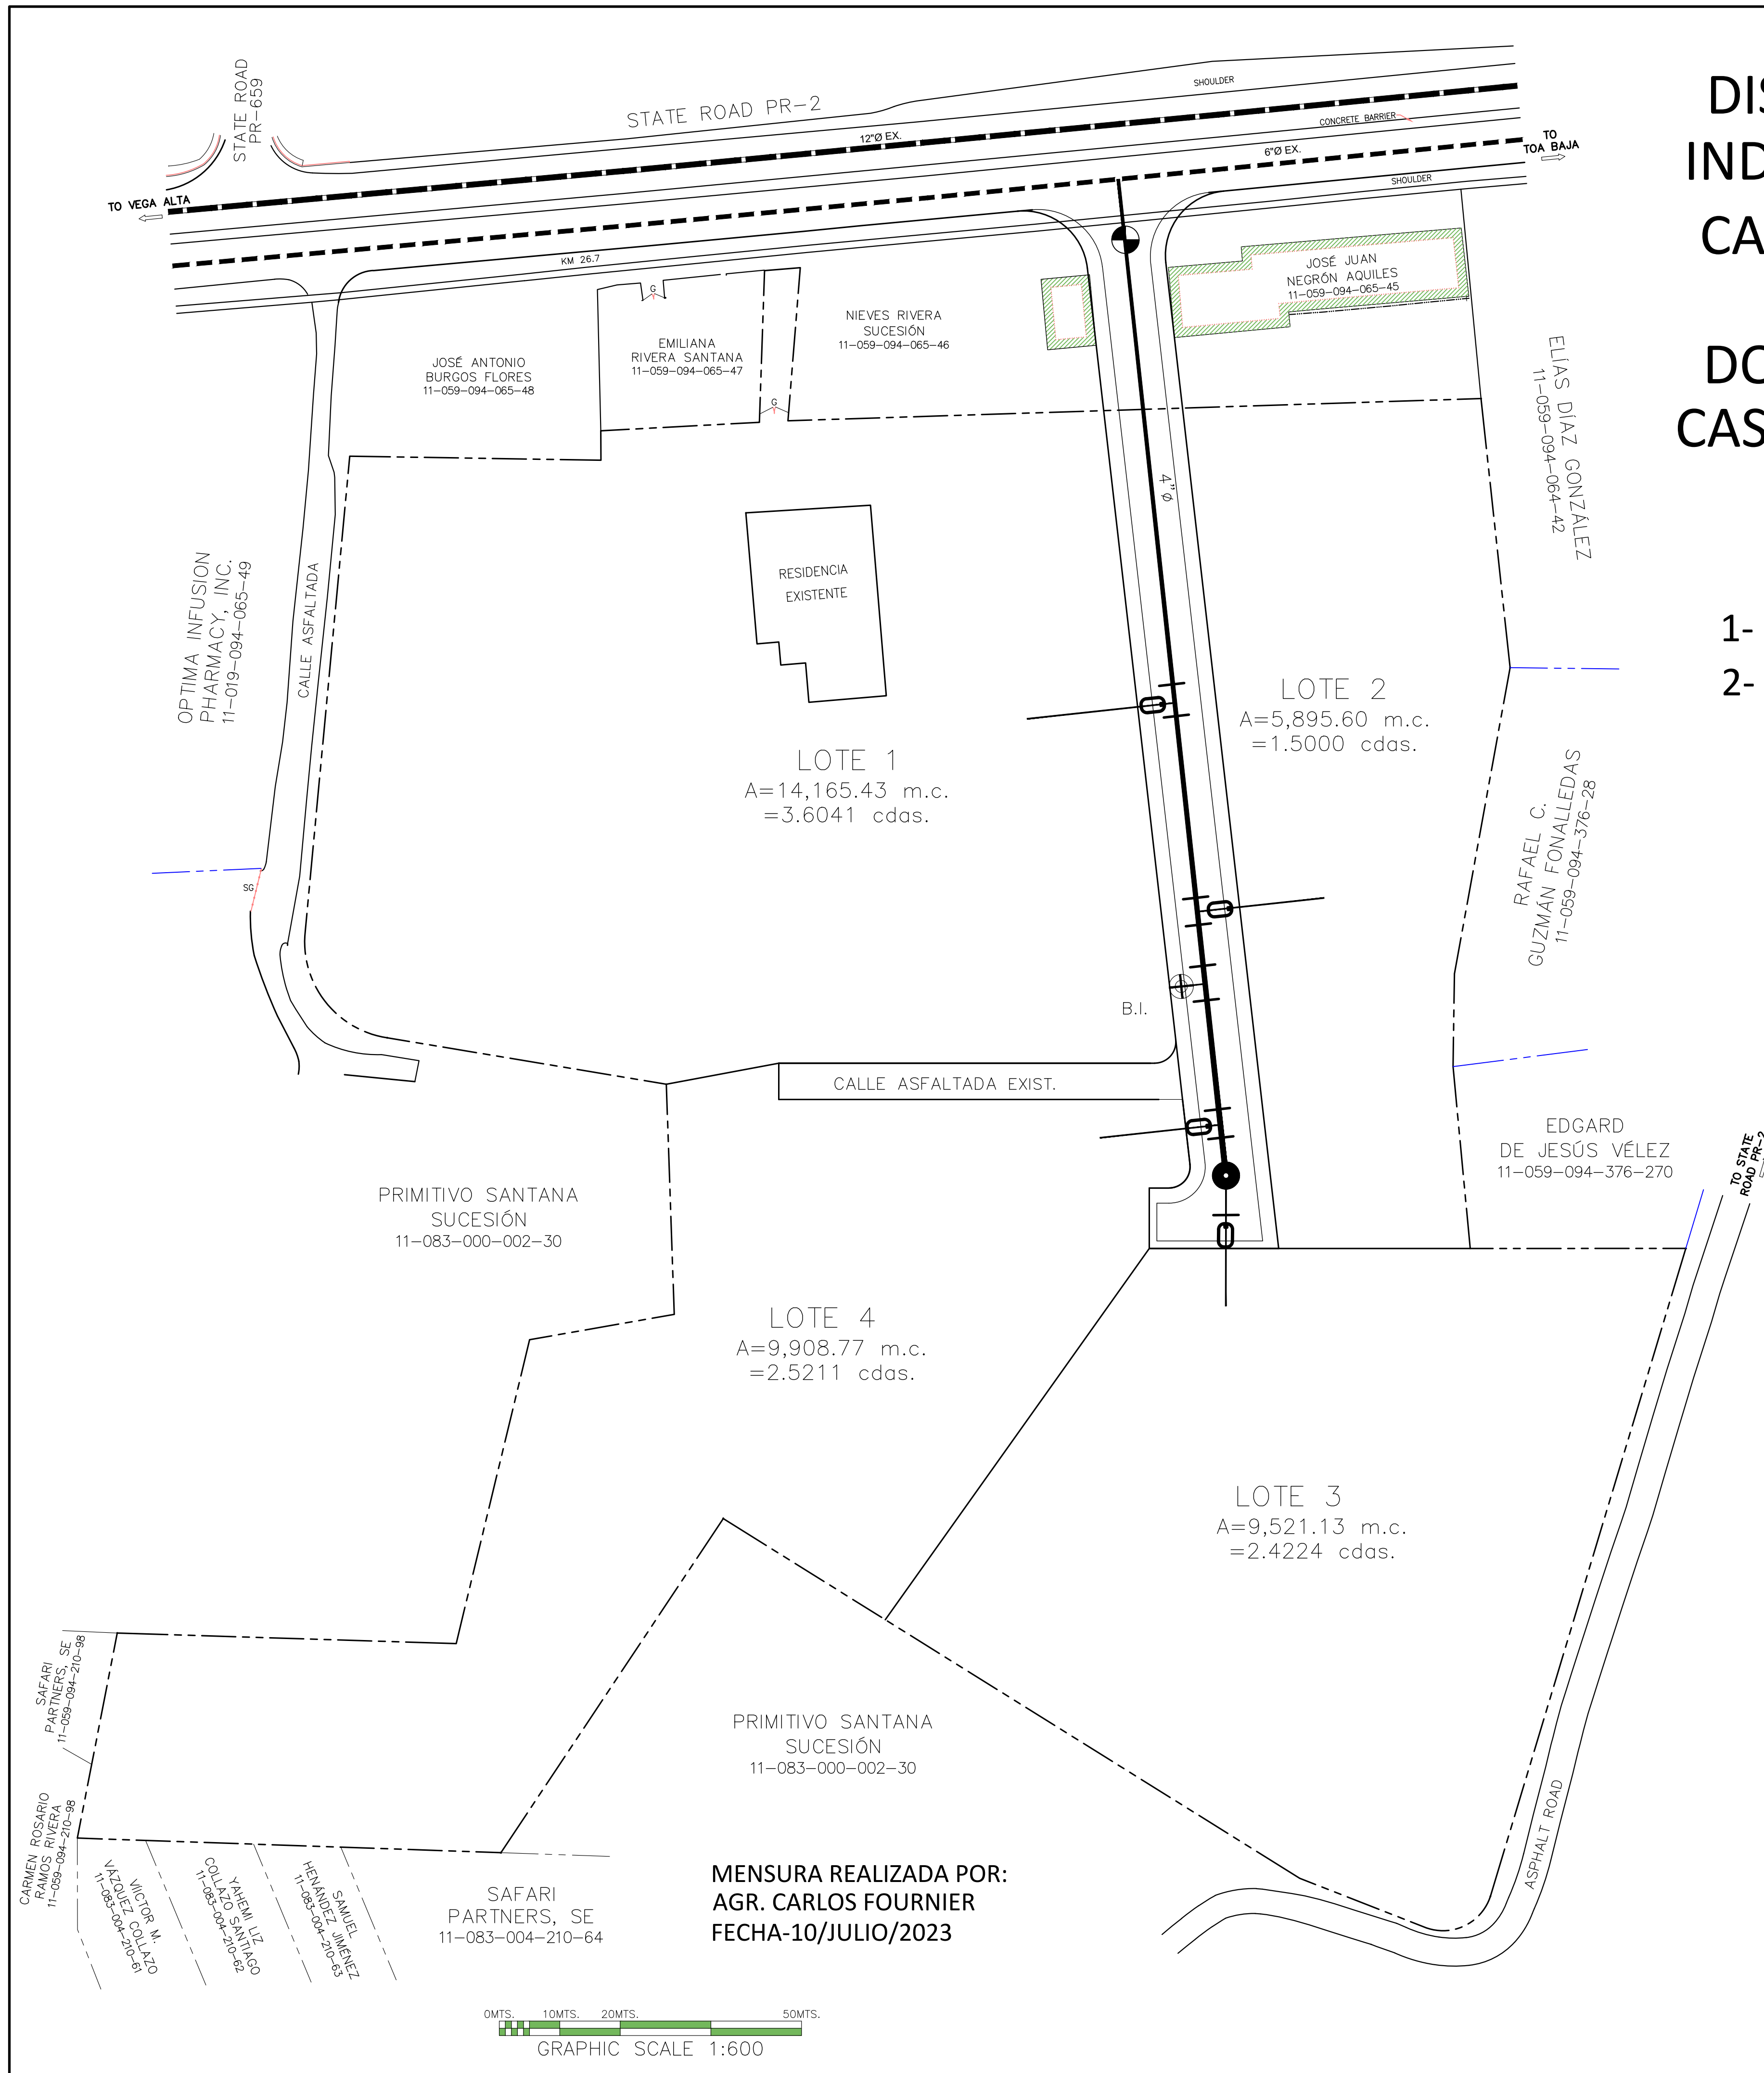 STATE ROAD
PR-659
STATE ROAD PR-2
SHOULDER
12"Ø EX.
CONCRETE BARRIER
6"Ø EX.
TO
TOA BAJA
TO VEGA ALTA
SHOULDER
KM 26.7
JOSÉ JUAN
NEGRÓN AQUILES
11-059-094-065-45
G
NIEVES RIVERA
SUCESIÓN
11-059-094-065-46
EMILIANA
RIVERA SANTANA
11-059-094-065-47
JOSÉ ANTONIO
BURGOS FLORES
11-059-094-065-48
G
ELÍAS DÍAZ GONZÁLEZ
11-059-094-064-42
DIS
IND
CA
DO
CAS
1-
2-
4"Ø
OPTIMA INFUSION
PHARMACY, INC.
11-019-094-065-49
CALLE ASFALTADA
RESIDENCIA
EXISTENTE
LOTE 2
A=5,895.60 m.c.
=1.5000 cdas.
LOTE 1
A=14,165.43 m.c.
=3.6041 cdas.
RAFAEL C.
GUZMÁN FONALLEDAS
11-059-094-376-28
SG
B.I.
CALLE ASFALTADA EXIST.
EDGARD
DE JESÚS VÉLEZ
11-059-094-376-270
TO STATE
ROAD PR-2
PRIMITIVO SANTANA
SUCESIÓN
11-083-000-002-30
LOTE 4
A=9,908.77 m.c.
=2.5211 cdas.
LOTE 3
A=9,521.13 m.c.
=2.4224 cdas.
SAFARI
PARTNERS, SE
11-059-094-210-98
PRIMITIVO SANTANA
SUCESIÓN
11-083-000-002-30
ASPHALT ROAD
CARMEN ROSARIO
RAMOS RIVERA
11-059-094-210-98
VÍICTOR M.
VÁZQUEZ COLLAZO
11-083-004-210-61
YAHEMI LIZ
COLLAZO SANTIAGO
11-083-004-210-62
SAMUEL
HENÁNDEZ JIMÉNEZ
11-083-004-210-63
SAFARI
PARTNERS, SE
11-083-004-210-64
MENSURA REALIZADA POR:
AGR. CARLOS FOURNIER
FECHA-10/JULIO/2023
0MTS. 10MTS. 20MTS. 50MTS.
GRAPHIC SCALE 1:600